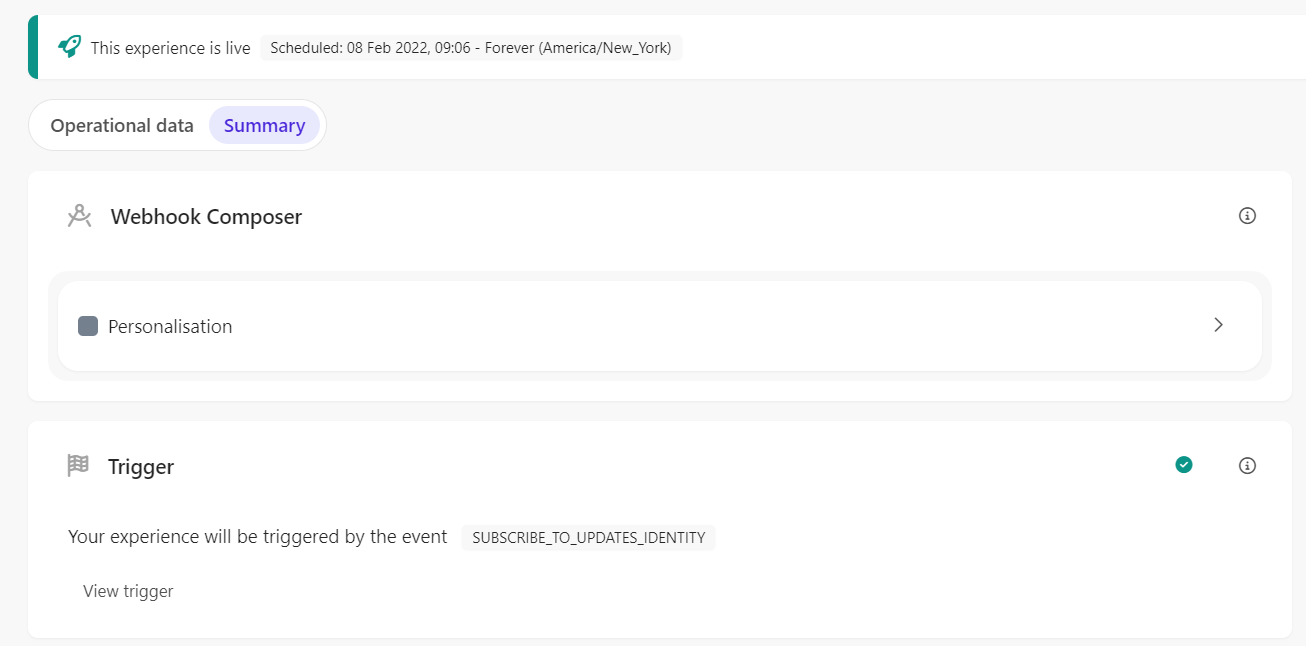 This experience is live Scheduled: 08 Feb 2022, 09:06 - Forever (America/New_York)
Operational data Summary
Webhook Composer
Personalisation
Trigger
Your experience will be triggered by the event SUBSCRIBE_TO_UPDATES_IDENTITY
View trigger